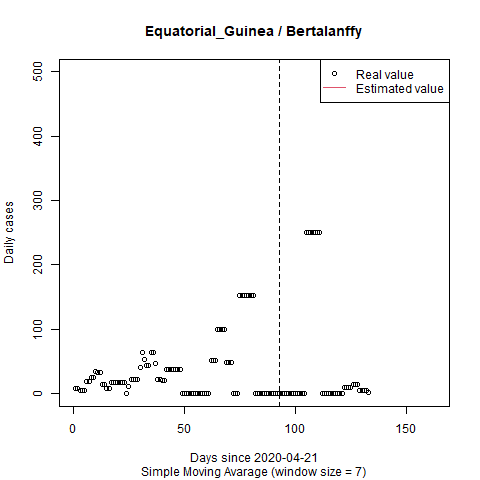 Equatorial_Guinea / Bertalanffy
Real value
Estimated value
500
400
300
200
100
0
Daily cases
0 50 100 150
Days since 2020-04-21
Simple Moving Avarage (window size = 7)